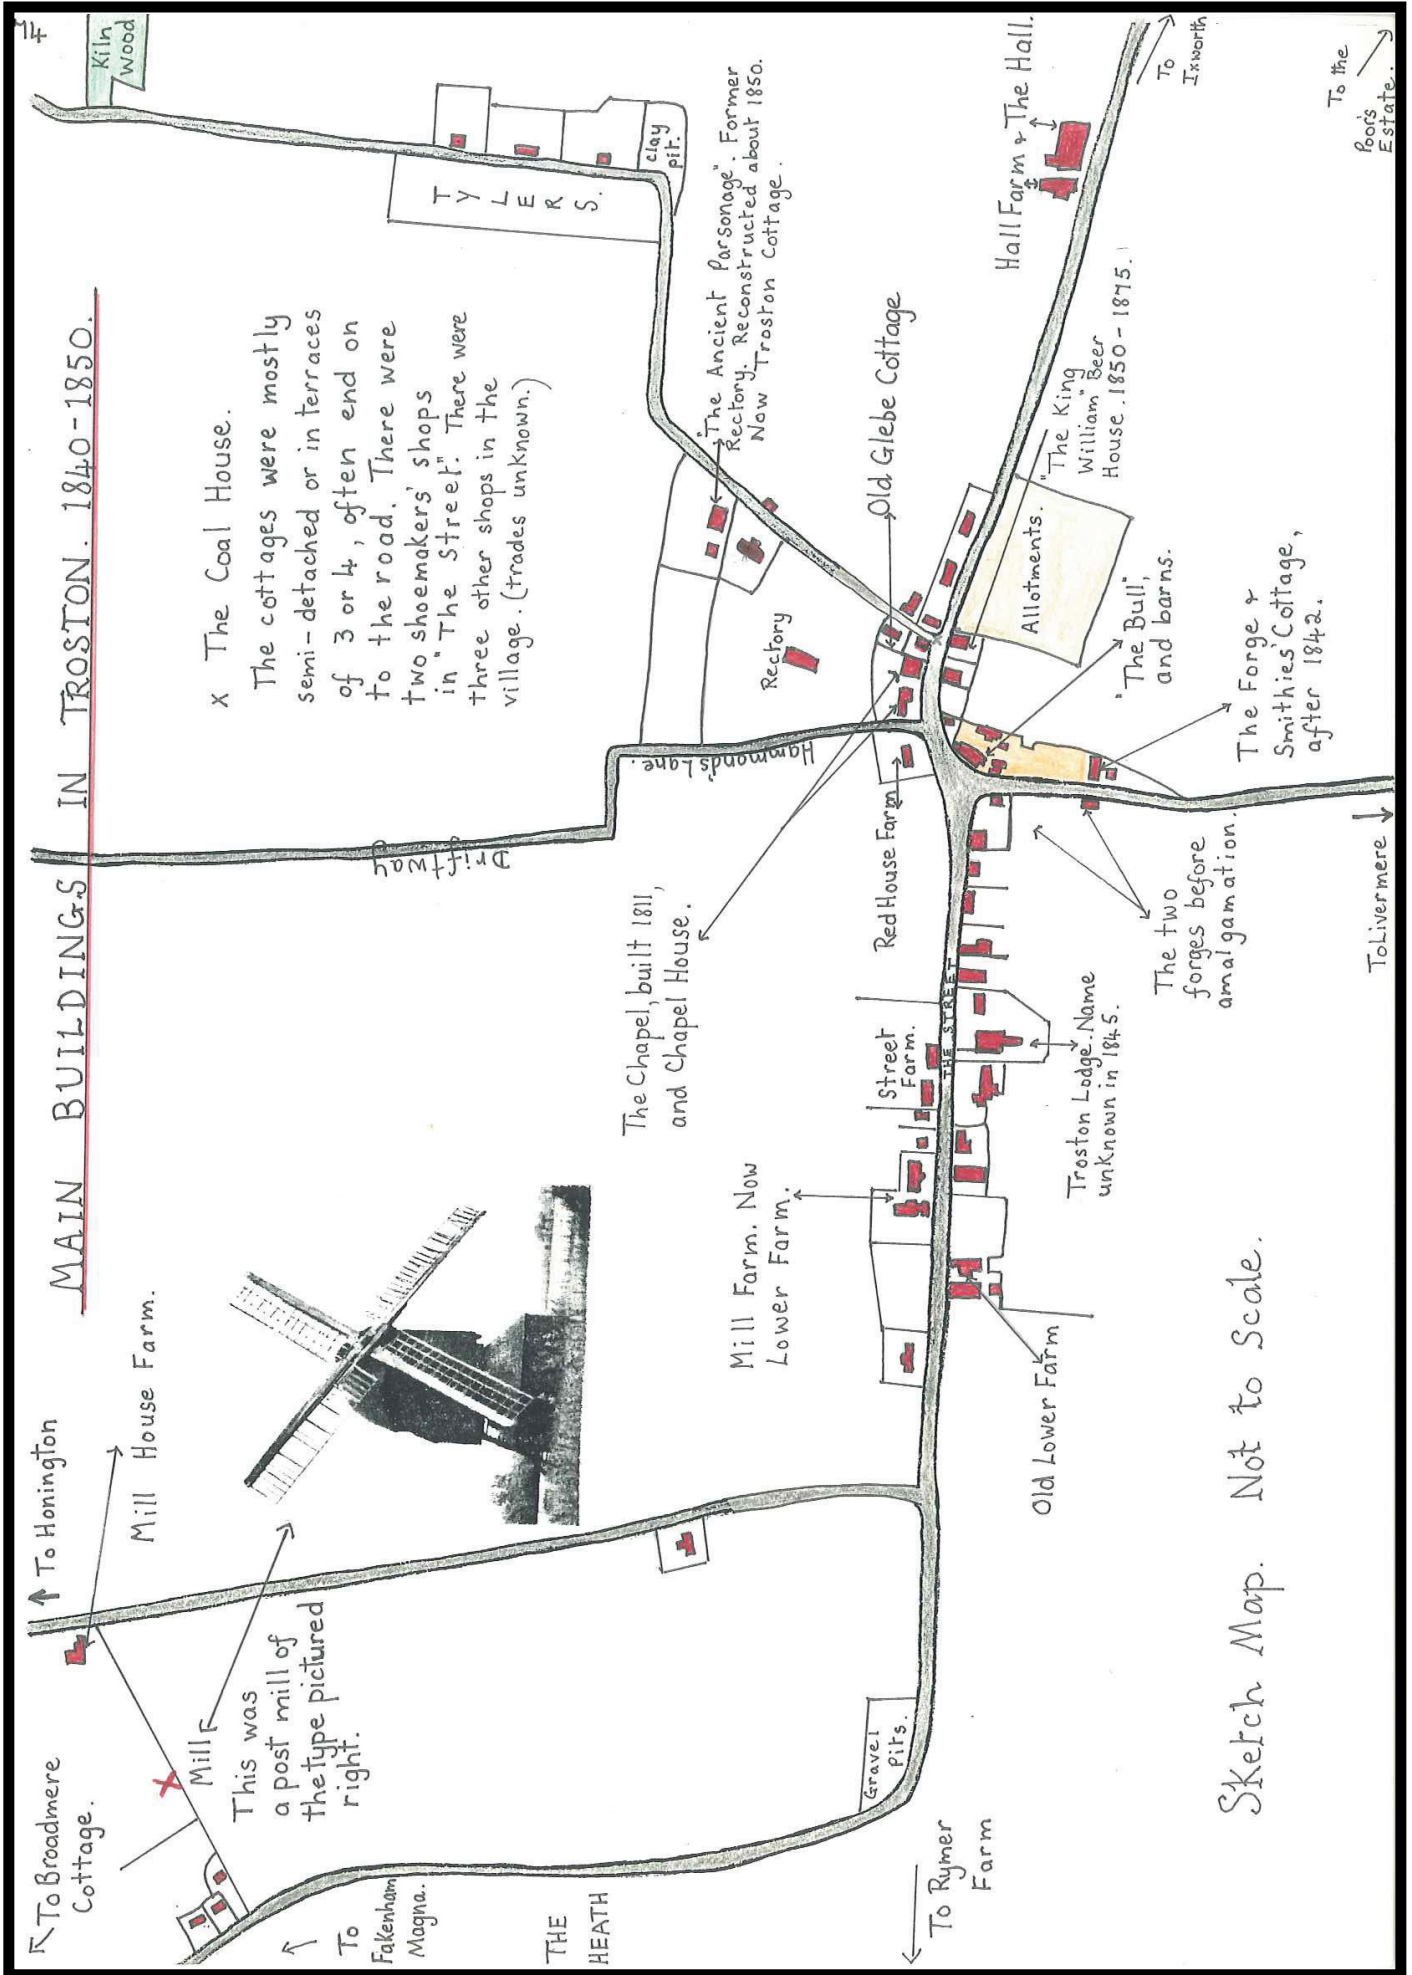 74
MAIN BUILDINGS IN TROSTON. 1840-1850.
↖ To Broadmere
Cottage.
↑ To Honington
Mill House Farm.
Mill
This was
a post mill of
the type pictured
right.
x The Coal House.
The cottages were mostly
semi-detached or in terraces
of 3 or 4, often end on
to the road. There were
two shoemakers' shops
in "The Street". There were
three other shops in the
village. (trades unknown.)
Kiln
Wood
TYLERS.
Clay
pit.
"The Ancient Parsonage". Former
Rectory. Reconstructed about 1850.
Now Troston Cottage.
Driftway
Hammond's Lane.
Rectory
Old Glebe Cottage
The Chapel, built 1811,
and Chapel House.
Red House Farm
Street
Farm.
THE STREET
Mill Farm. Now
Lower Farm.
To
Fakenham
Magna.
THE
HEATH
Gravel
Pits.
← To Rymer
Farm
Old Lower Farm
Troston Lodge. Name
unknown in 1845.
The two
forges before
amalgamation.
"The Bull",
and barns.
The Forge &
Smithies' Cottage,
after 1842.
Allotments.
"The King
William" Beer
House. 1850-1875.
Hall Farm & The Hall.
To
Ixworth
To the
Poor's
Estate.
To Livermere
Sketch Map. Not to Scale.